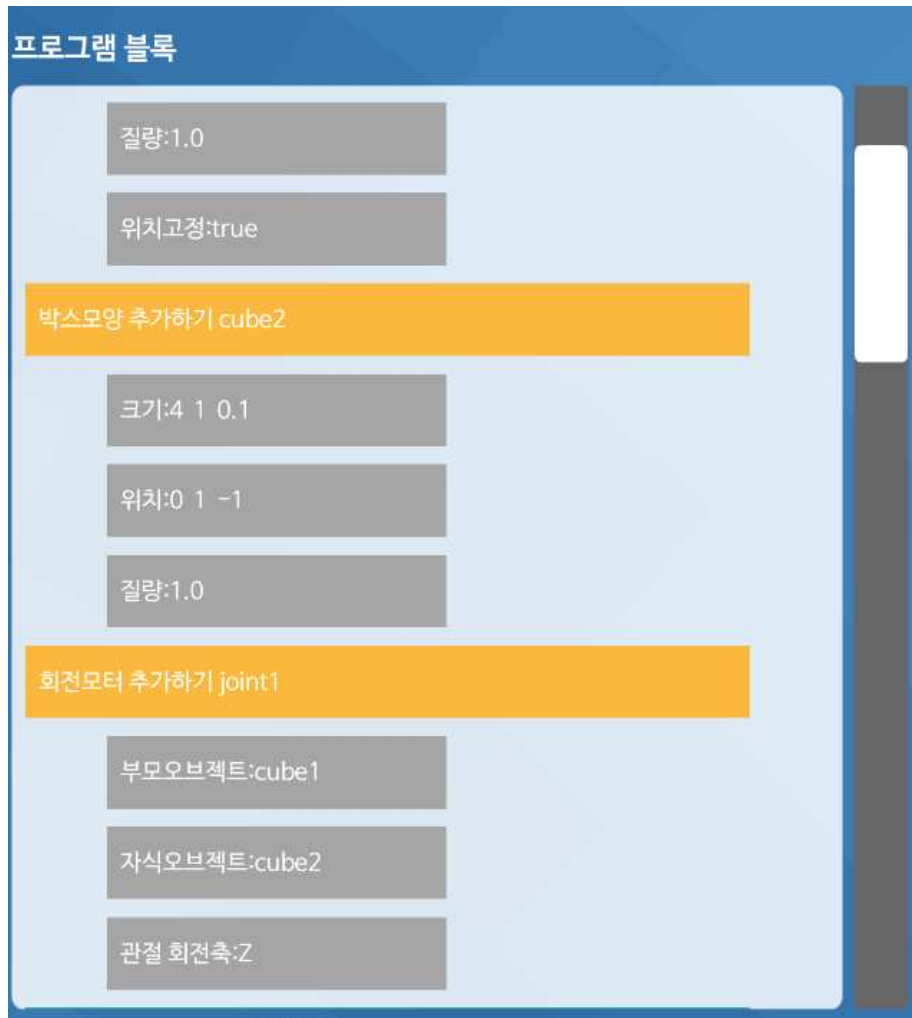 프로그램 블록
질량:1.0
위치고정:true
박스모양 추가하기 cube2
크기:4 1 0.1
위치:0 1 -1
질량:1.0
회전모터 추가하기 joint1
부모오브젝트:cube1
자식오브젝트:cube2
관절 회전축:Z